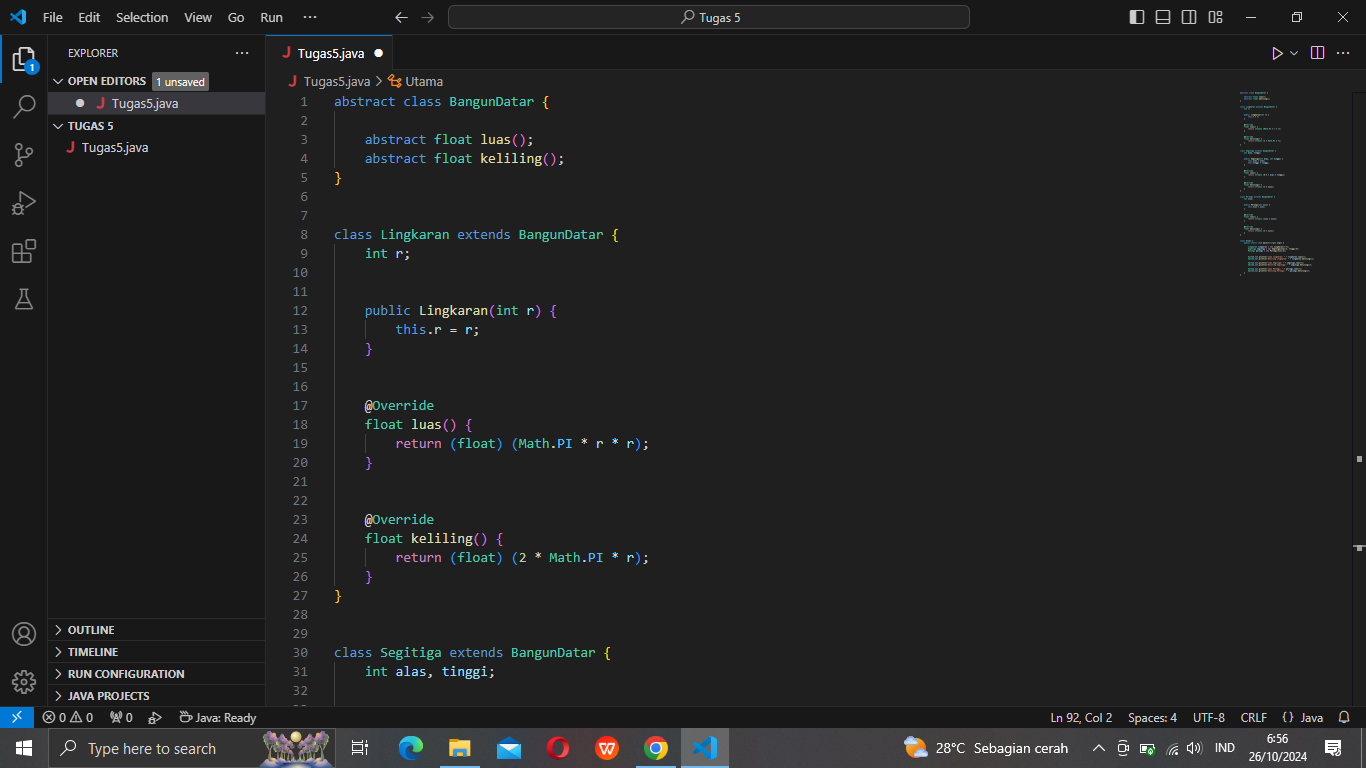 File Edit Selection View Go Run ··· Tugas 5
EXPLORER ···
OPEN EDITORS 1 unsaved
1
J Tugas5.java
TUGAS 5
J Tugas5.java
OUTLINE
TIMELINE
RUN CONFIGURATION
JAVA PROJECTS
J Tugas5.java ●
J Tugas5.java > Utama
1 abstract class BangunDatar {
2
3 abstract float luas();
4 abstract float keliling();
5 }
6
7
8 class Lingkaran extends BangunDatar {
9 int r;
10
11
12 public Lingkaran(int r) {
13 this.r = r;
14 }
15
16
17 @Override
18 float luas() {
19 return (float) (Math.PI * r * r);
20 }
21
22
23 @Override
24 float keliling() {
25 return (float) (2 * Math.PI * r);
26 }
27 }
28
29
30 class Segitiga extends BangunDatar {
31 int alas, tinggi;
32
0 0 0 Java: Ready Ln 92, Col 2 Spaces: 4 UTF-8 CRLF {} Java
Type here to search 28°C Sebagian cerah IND 6:56
26/10/2024